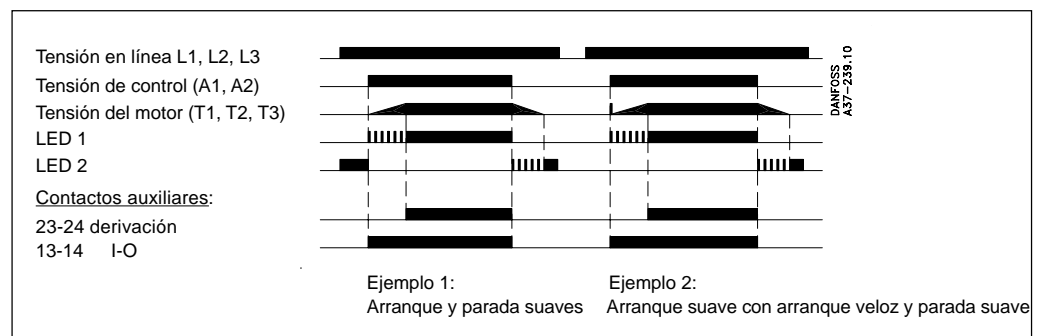 Tensión en línea L1, L2, L3
Tensión de control (A1, A2)
Tensión del motor (T1, T2, T3)
LED 1
LED 2
Contactos auxiliares:
23-24 derivación
13-14 I-O
DANFOSS
A37-239.10
Ejemplo 1:
Arranque y parada suaves
Ejemplo 2:
Arranque suave con arranque veloz y parada suave